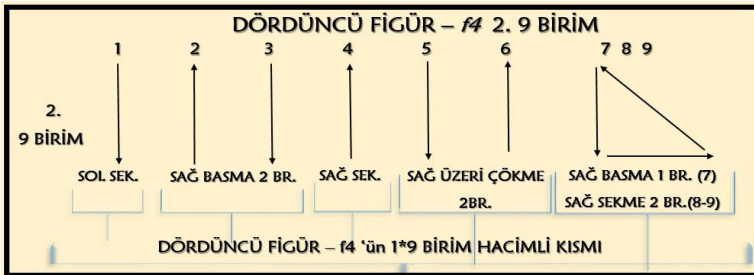 DÖRDÜNCÜ FİGÜR – f4 2. 9 BİRİM
1 2 3 4 5 6 7 8 9
2.
9 BİRİM
SOL SEK. SAĞ BASMA 2 BR. SAĞ SEK. SAĞ ÜZERİ ÇÖKME SAĞ BASMA 1 BR. (7)
2BR. SAĞ SEKME 2 BR.(8-9)
DÖRDÜNCÜ FİGÜR – f4 ‘ün 1*9 BİRİM HACİMLİ KISMI